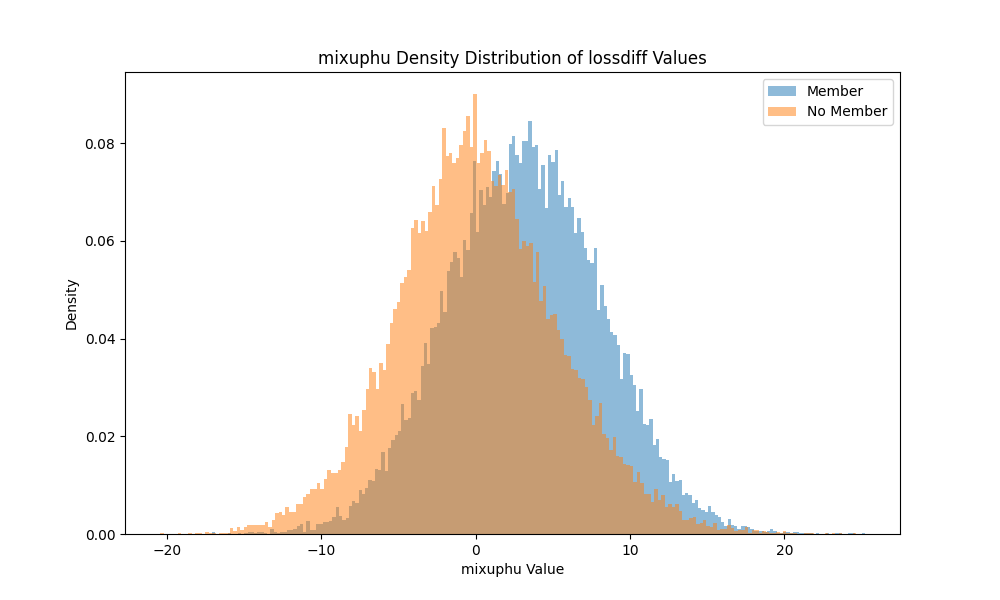 mixuphu Density Distribution of lossdiff Values
Member
No Member
0.08
0.06
0.04
0.02
0.00
Density
−20
−10
0
10
20
mixuphu Value